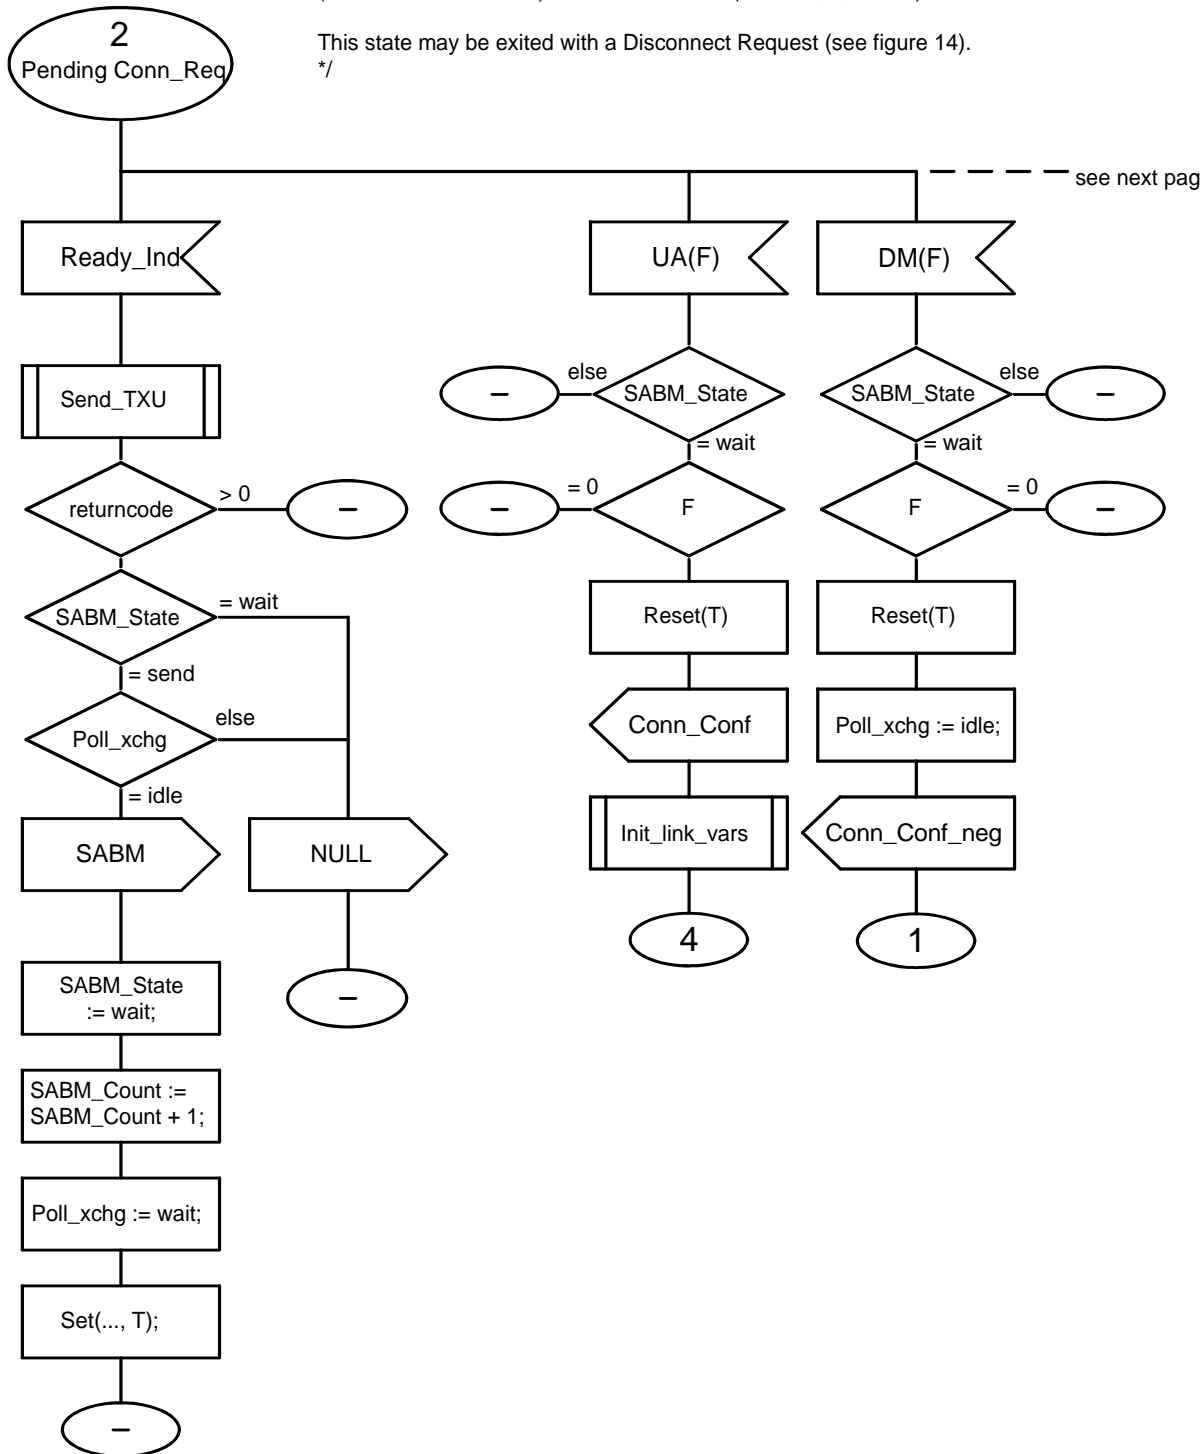 This state may be exited with a Disconnect Request (see figure 14).
*/
2
Pending Conn_Req
see next pag
Ready_Ind
UA(F)
DM(F)
Send_TXU
else
SABM_State
SABM_State
else
–
–
= wait
= wait
returncode
> 0
–
= 0
–
F
F
= 0
–
SABM_State
= wait
= send
Reset(T)
Reset(T)
Poll_xchg
else
= idle
Conn_Conf
Poll_xchg := idle;
SABM
NULL
Init_link_vars
Conn_Conf_neg
4
1
SABM_State
:= wait;
–
SABM_Count :=
SABM_Count + 1;
Poll_xchg := wait;
Set(..., T);
–